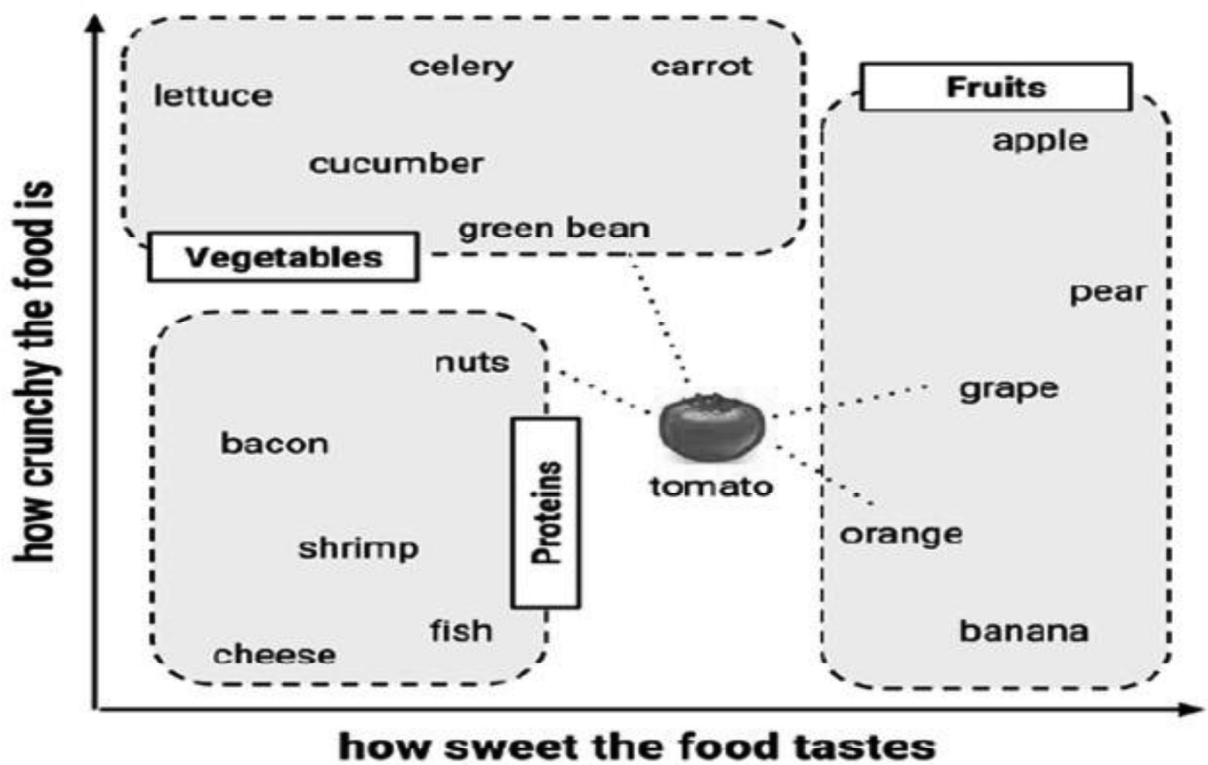 celery
carrot
lettuce
Fruits
apple
cucumber
green bean
Vegetables
pear
nuts
grape
bacon
tomato
Proteins
orange
shrimp
fish
banana
cheese
how crunchy the food is
how sweet the food tastes